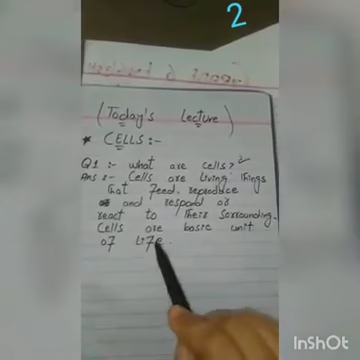 2
(Today's Lecture)
* CELLS :-
Q1 :- What are cells?
Ans :- Cells are living things
that feed, reproduce
and respond or
react to their sorrounding.
Cells are basic unit
of life.
InShOt